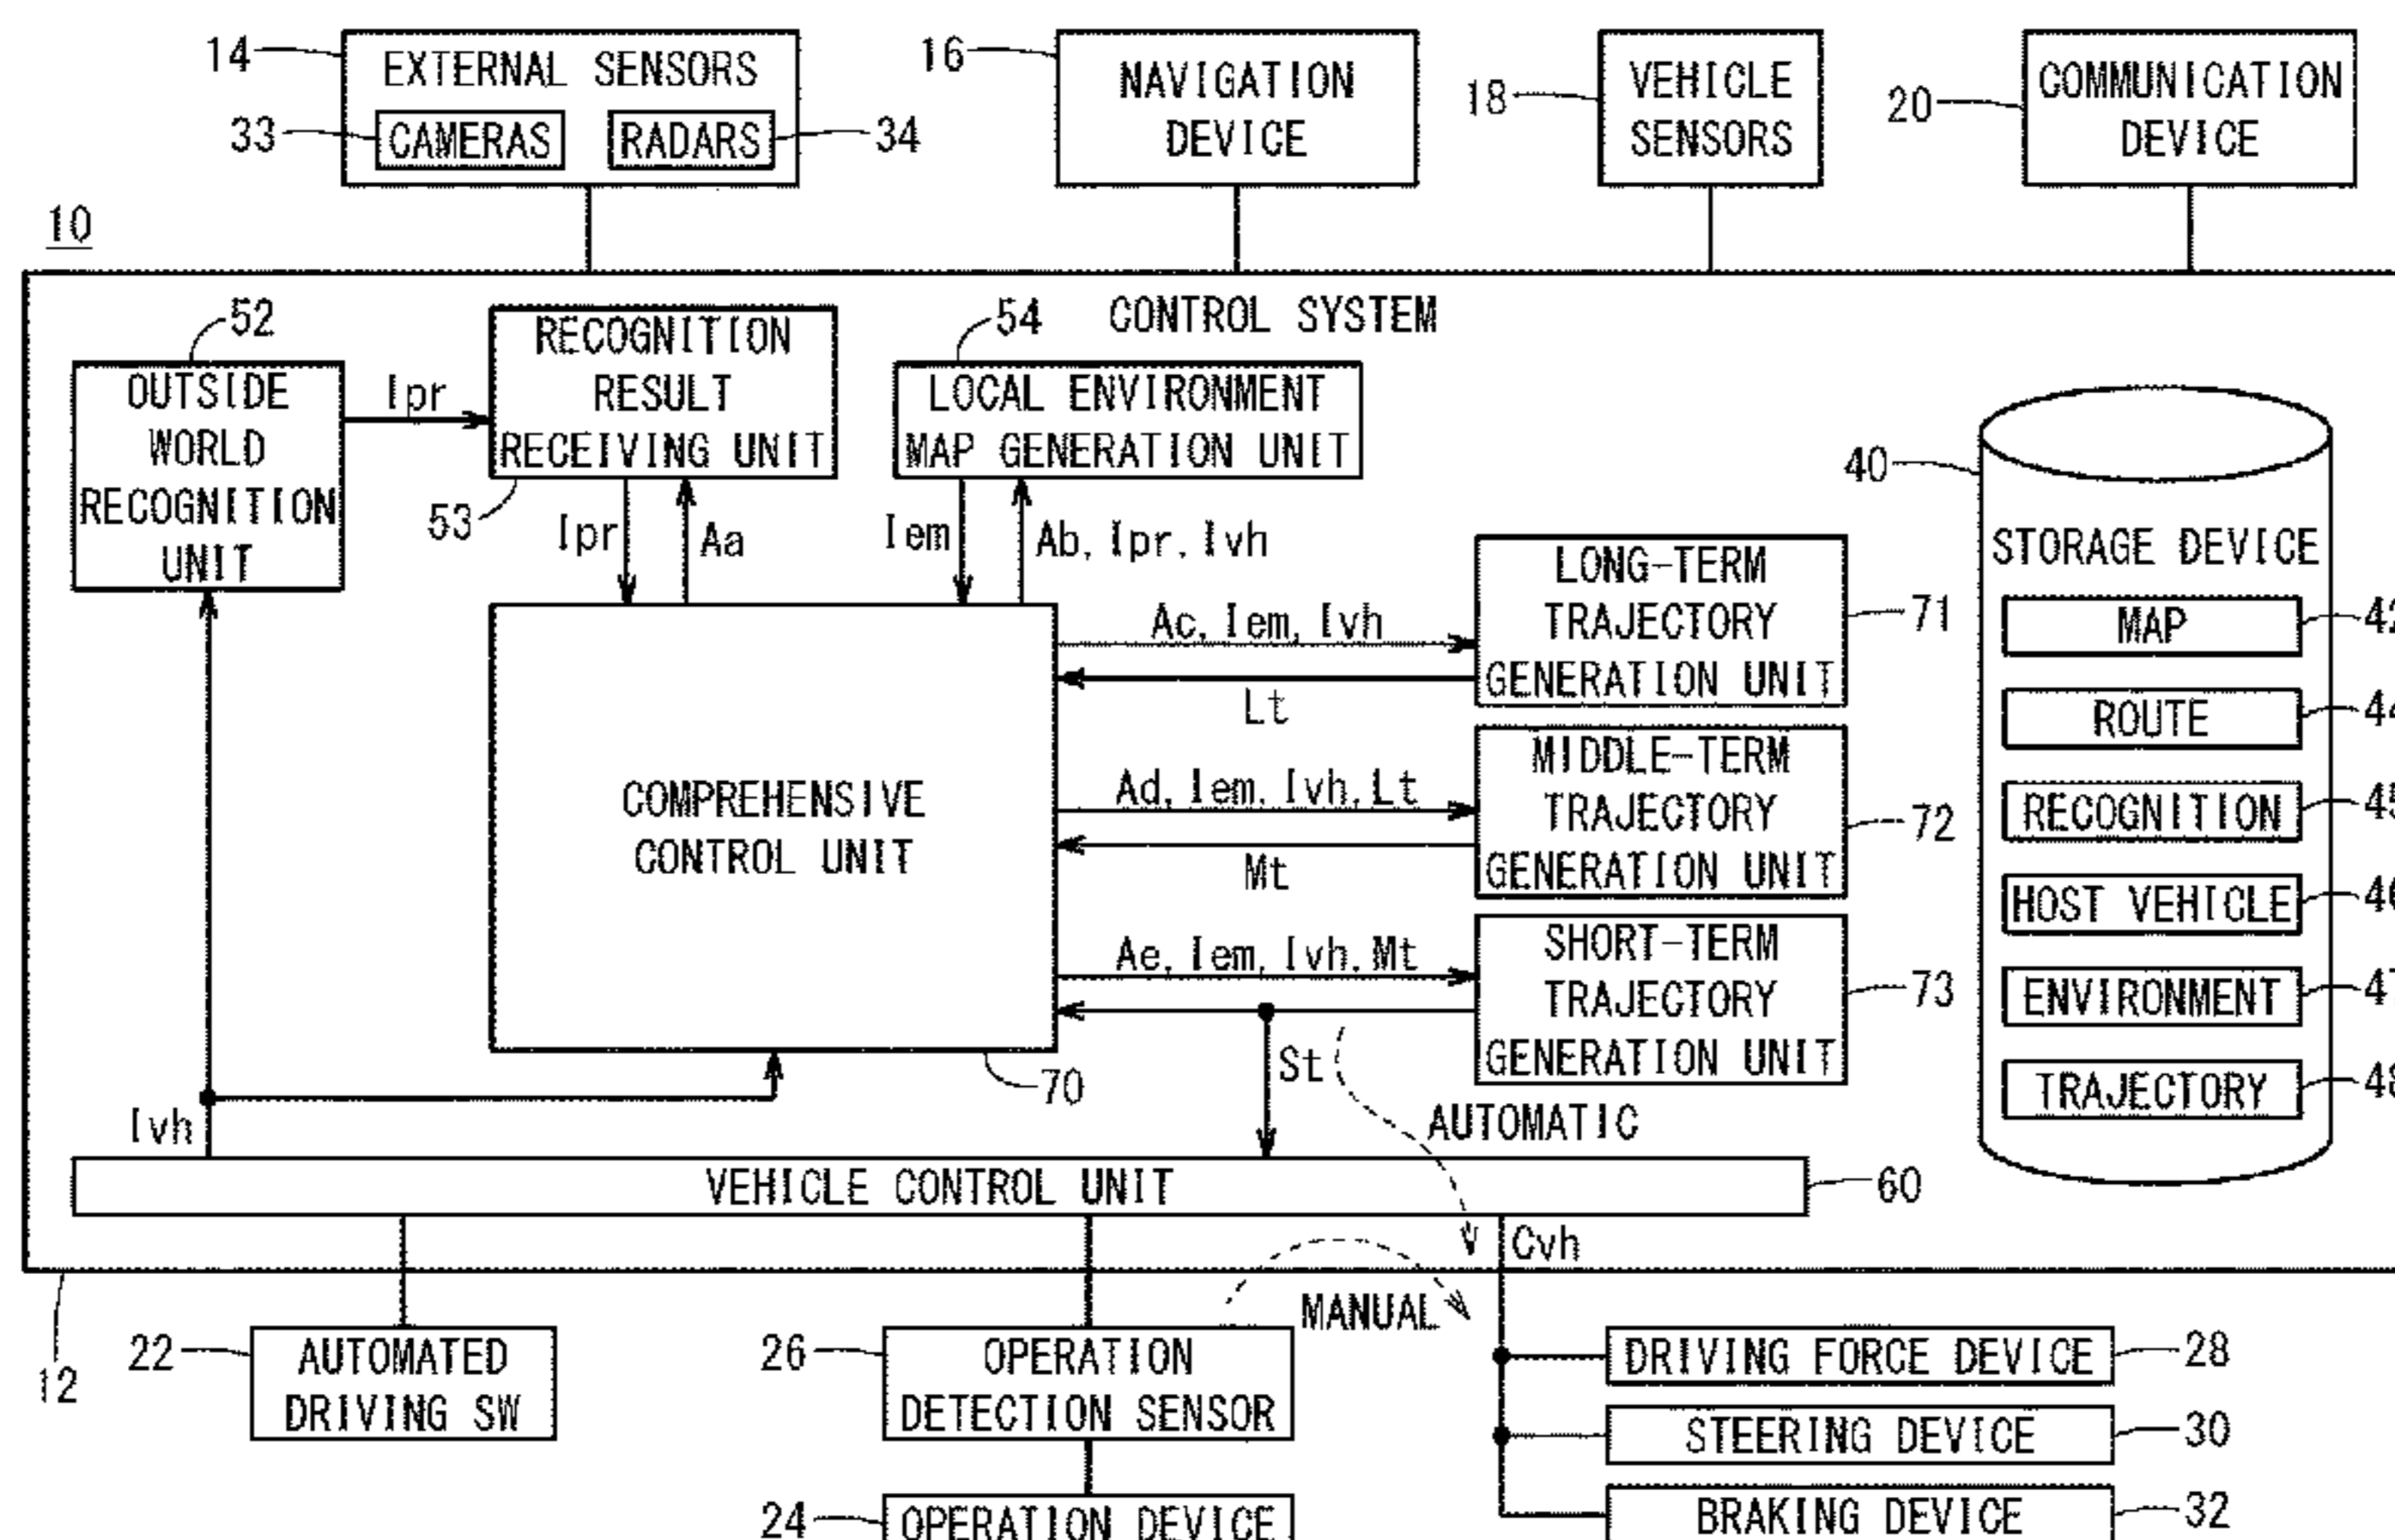 14
EXTERNAL SENSORS
33
CAMERAS
RADARS
34
16
NAVIGATION
DEVICE
18
VEHICLE
SENSORS
20
COMMUNICATION
DEVICE
10
CONTROL SYSTEM
52
OUTSIDE
WORLD
RECOGNITION
UNIT
Ipr
RECOGNITION
RESULT
RECEIVING UNIT
53
54
LOCAL ENVIRONMENT
MAP GENERATION UNIT
Ipr
Aa
Iem
Ab, Ipr, Ivh
COMPREHENSIVE
CONTROL UNIT
70
Ac, Iem, Ivh
Lt
LONG-TERM
TRAJECTORY
GENERATION UNIT
71
Ad, Iem, Ivh, Lt
Mt
MIDDLE-TERM
TRAJECTORY
GENERATION UNIT
72
Ae, Iem, Ivh, Mt
St
SHORT-TERM
TRAJECTORY
GENERATION UNIT
73
AUTOMATIC
40
STORAGE DEVICE
MAP
ROUTE
44
RECOGNITION
HOST VEHICLE
ENVIRONMENT
47
TRAJECTORY
Ivh
VEHICLE CONTROL UNIT
60
Cvh
MANUAL
12
22
AUTOMATED
DRIVING SW
26
OPERATION
DETECTION SENSOR
24
OPERATION DEVICE
DRIVING FORCE DEVICE
28
STEERING DEVICE
30
BRAKING DEVICE
32